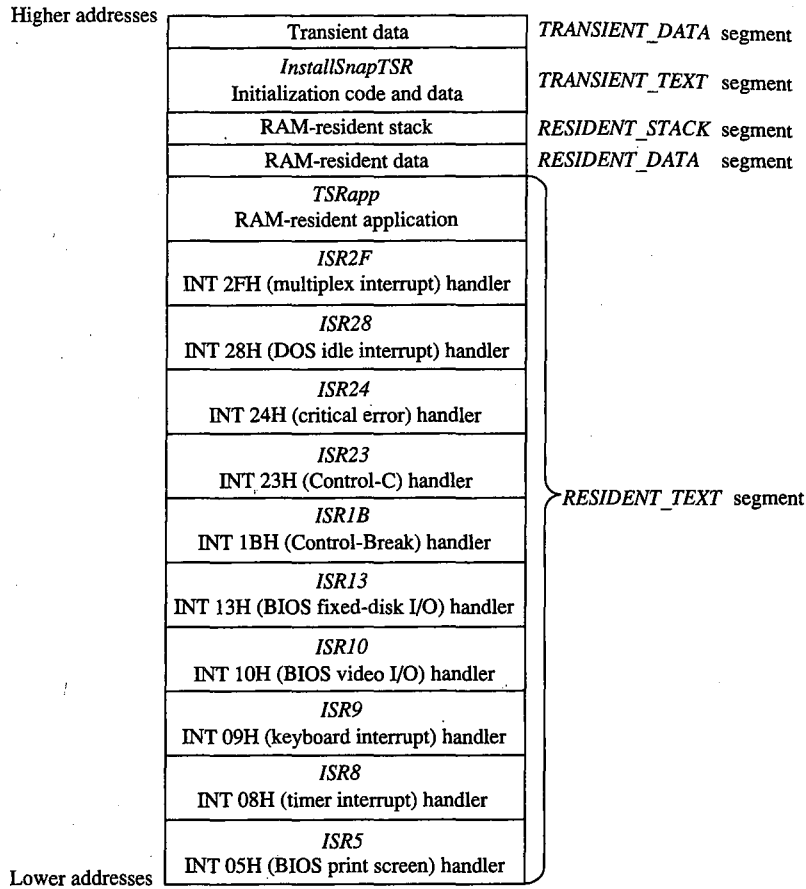 Higher addresses
Transient data
TRANSIENT_DATA segment
InstallSnapTSR
Initialization code and data
TRANSIENT_TEXT segment
RAM-resident stack
RESIDENT_STACK segment
RAM-resident data
RESIDENT_DATA segment
TSRapp
RAM-resident application
ISR2F
INT 2FH (multiplex interrupt) handler
ISR28
INT 28H (DOS idle interrupt) handler
ISR24
INT 24H (critical error) handler
ISR23
INT 23H (Control-C) handler
RESIDENT_TEXT segment
ISR1B
INT 1BH (Control-Break) handler
ISR13
INT 13H (BIOS fixed-disk I/O) handler
ISR10
INT 10H (BIOS video I/O) handler
ISR9
INT 09H (keyboard interrupt) handler
ISR8
INT 08H (timer interrupt) handler
ISR5
INT 05H (BIOS print screen) handler
Lower addresses